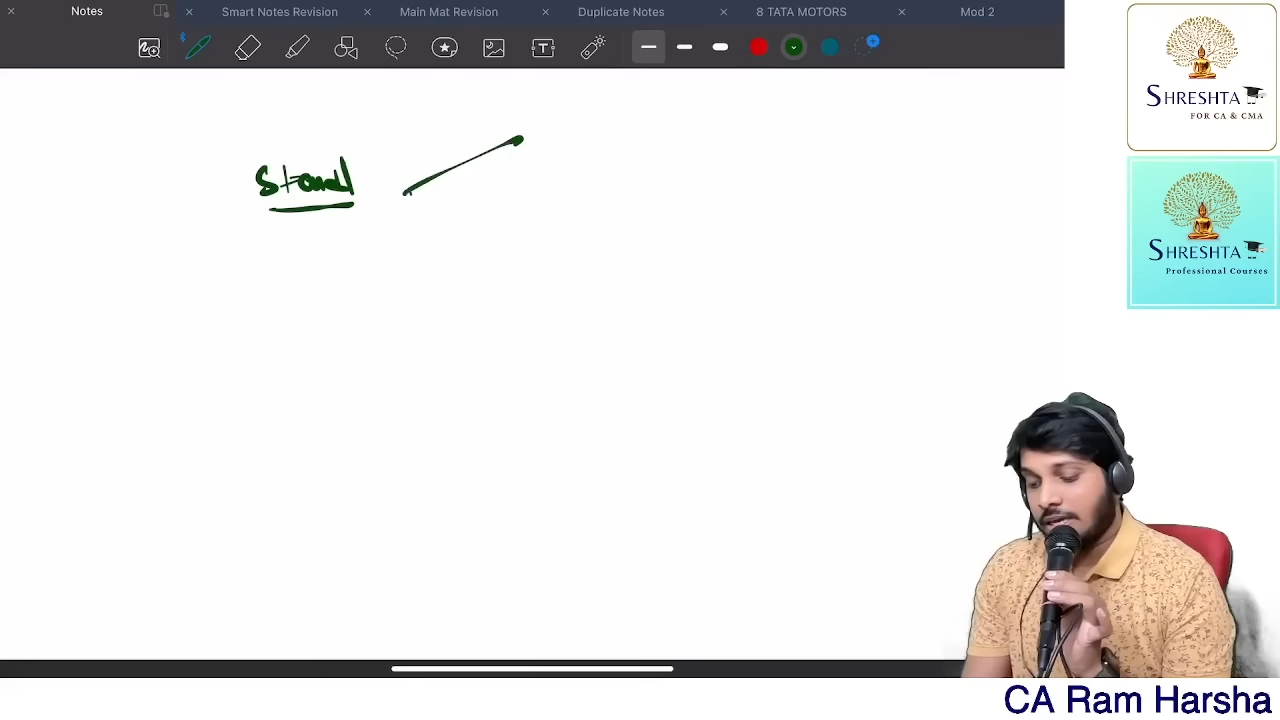 Notes
Smart Notes Revision
Main Mat Revision
Duplicate Notes
8 TATA MOTORS
Mod 2
T
SHRESHTA
FOR CA & CMA
SHRESHTA
Professional Courses
CA Ram Harsha